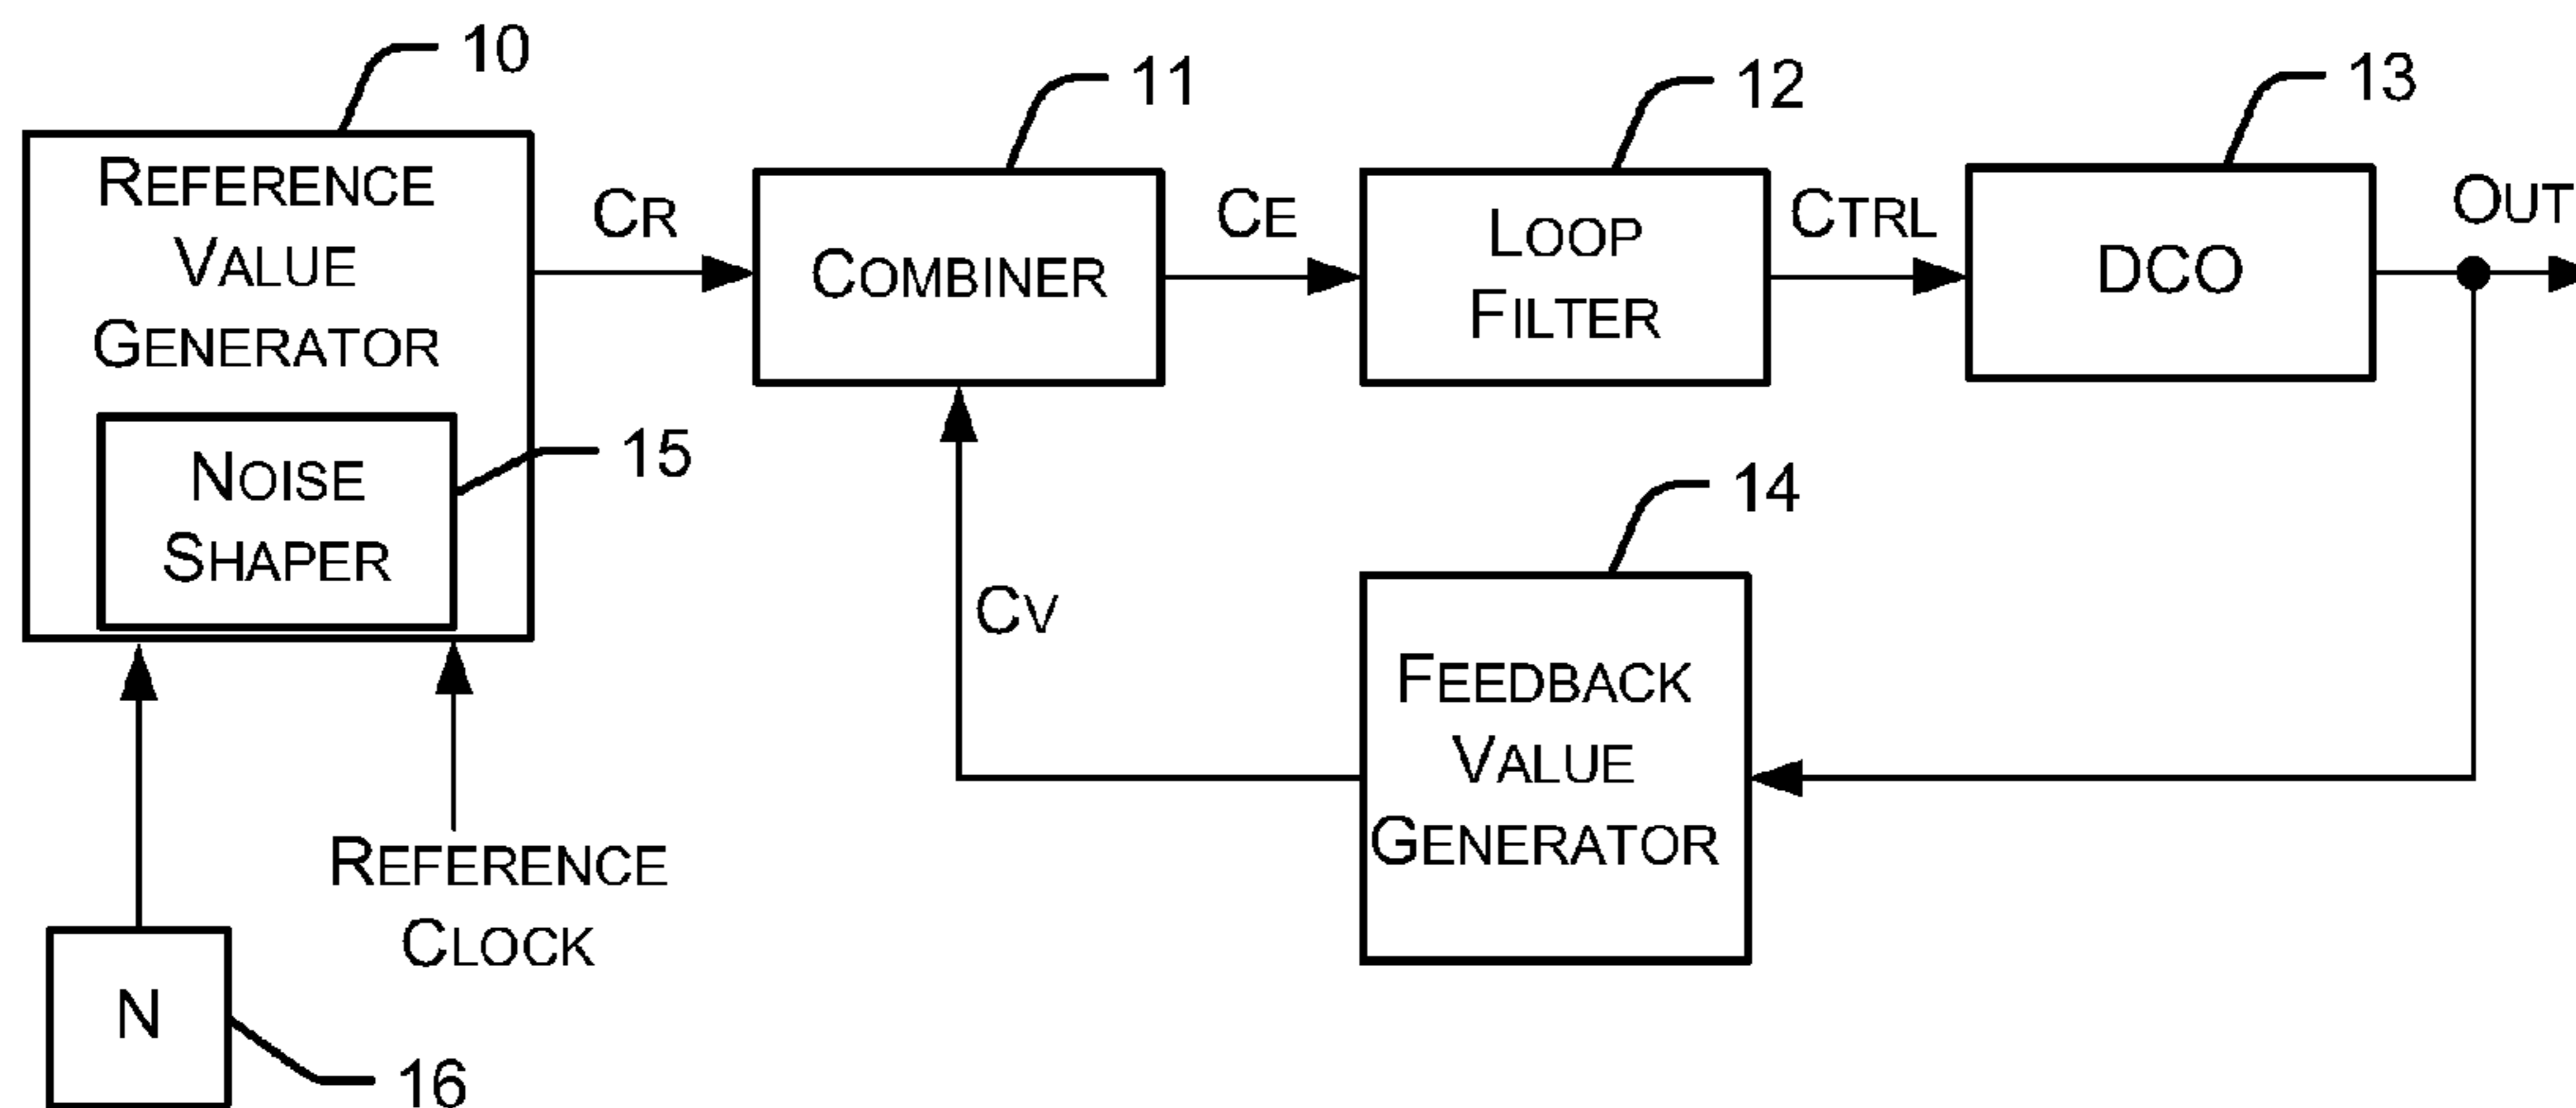 10
REFERENCE
VALUE
GENERATOR
NOISE
SHAPER
15
CR
11
COMBINER
CE
12
LOOP
FILTER
CTRL
13
DCO
OUT
CV
14
FEEDBACK
VALUE
GENERATOR
REFERENCE
CLOCK
N
16